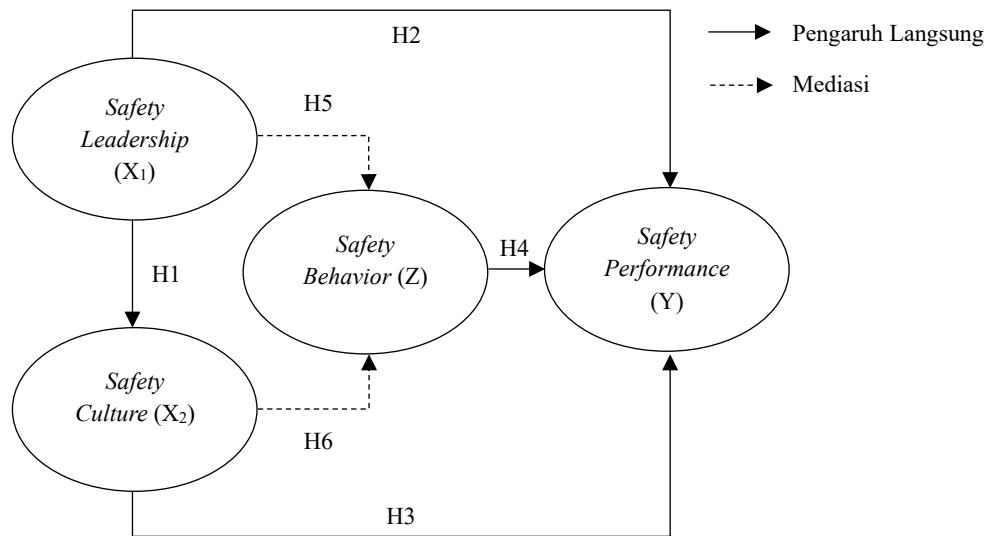 H2
Pengaruh Langsung
Mediasi
Safety
Leadership
(X₁)
H5
Safety
Behavior (Z)
H4
Safety
Performance
(Y)
H1
Safety
Culture (X₂)
H6
H3